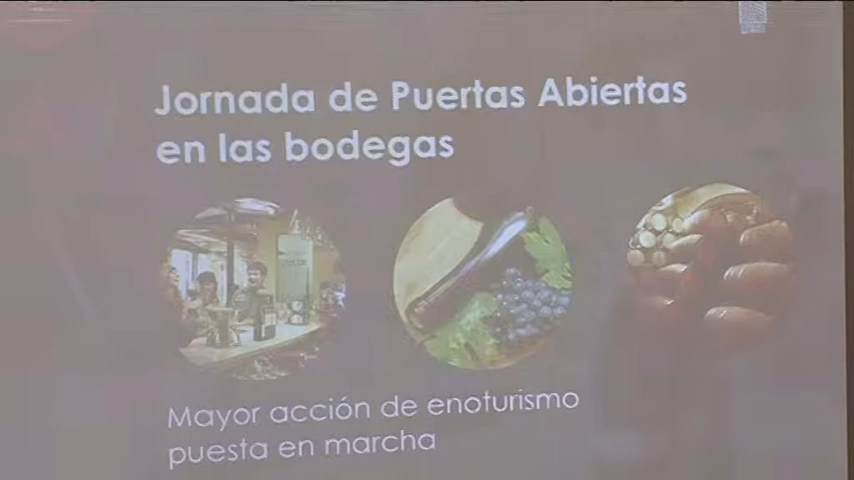 Jornada de Puertas Abiertas
en las bodegas
Mayor acción de enoturismo
puesta en marcha